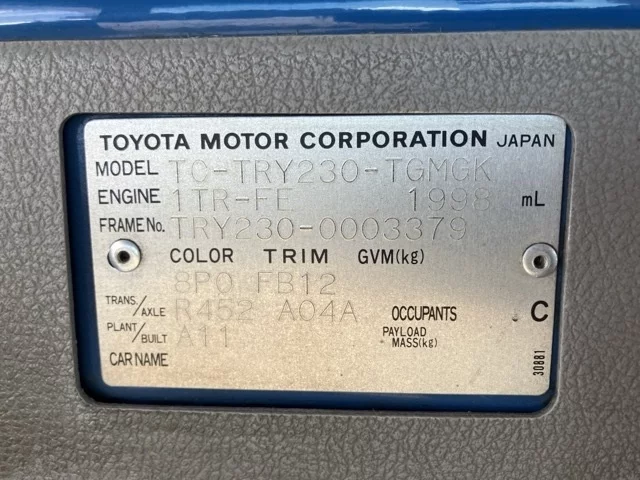 TOYOTA MOTOR CORPORATION JAPAN
MODEL TC-TRY230-TGMGK
ENGINE 1TR-FE 1998 mL
FRAME No. TRY230-0003379
COLOR TRIM GVM(kg)
8P0 FB12
TRANS./AXLE R452 A04A OCCUPANTS . C
PLANT/BUILT A11 PAYLOAD MASS(kg)
CAR NAME
30881